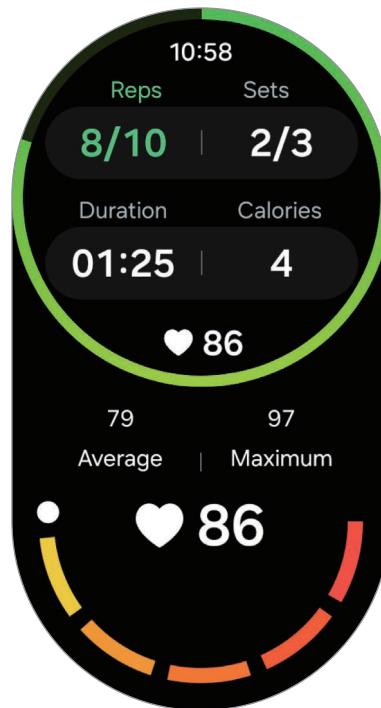 10:58
Reps Sets
8/10 | 2/3
Duration Calories
01:25 | 4
86
79 97
Average | Maximum
86